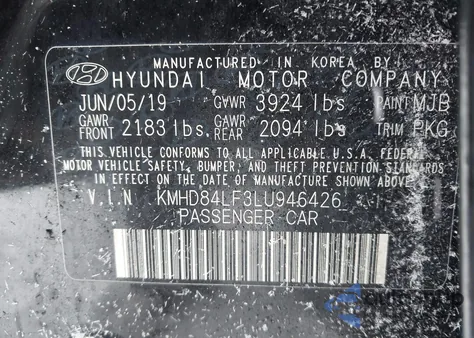 MANUFACTURED IN KOREA BY
HYUNDAI MOTOR COMPANY
JUN/05/19 GVWR 3924 lbs PAINT MJB
GAWR FRONT 2183 lbs. GAWR REAR 2094 lbs TRIM PKG
THIS VEHICLE CONFORMS TO ALL APPLICABLE U.S.A. FEDERAL
MOTOR VEHICLE SAFETY, BUMPER, AND THEFT PREVENTION STANDARDS
IN EFFECT ON THE DATE OF MANUFACTURE SHOWN ABOVE.
V.I.N KMHD84LF3LU946426
PASSENGER CAR